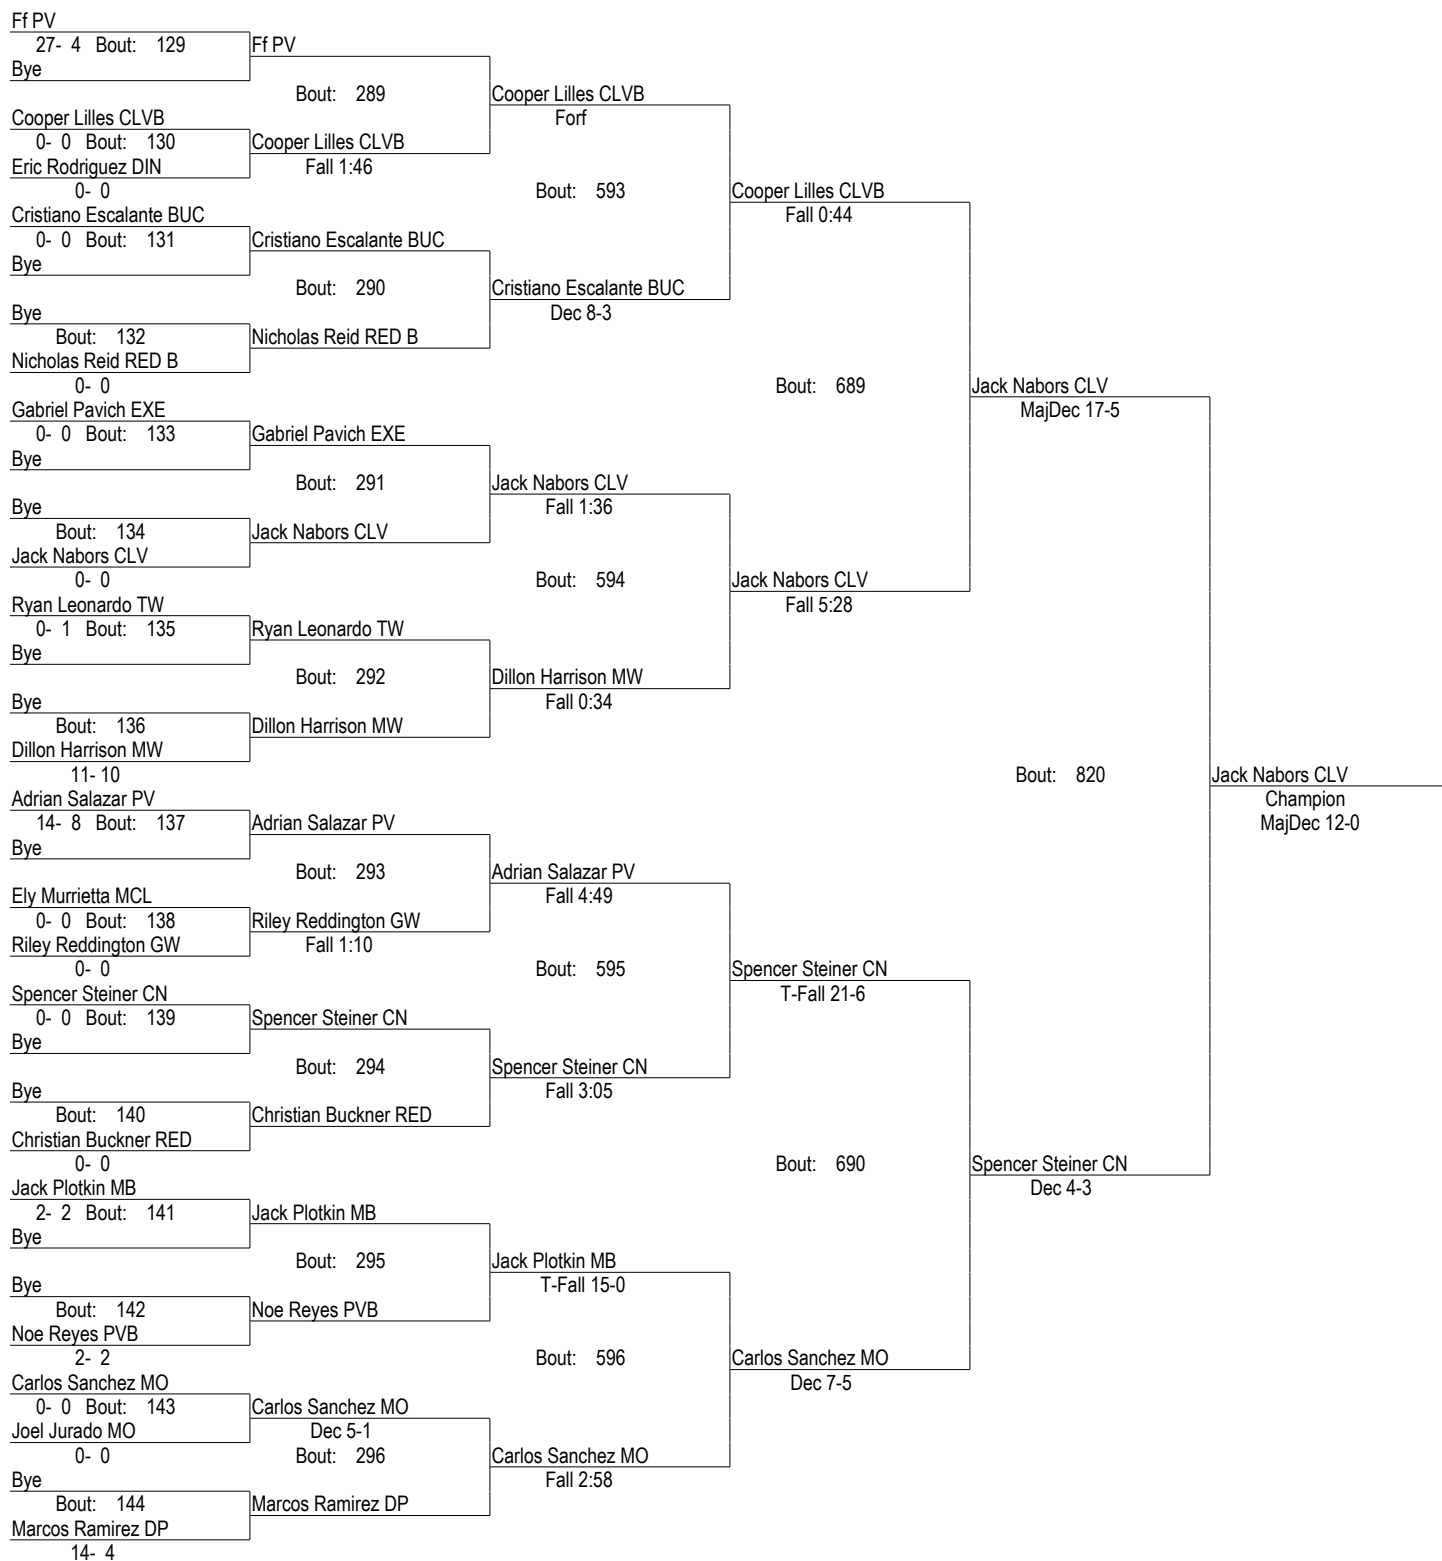 Ff PV
27- 4 Bout: 129
Bye
Cooper Lilles CLVB
0- 0 Bout: 130
Eric Rodriguez DIN
0- 0
Cristiano Escalante BUC
0- 0 Bout: 131
Bye
Bye
Bout: 132
Nicholas Reid RED B
0- 0
Gabriel Pavich EXE
0- 0 Bout: 133
Bye
Bye
Bout: 134
Jack Nabors CLV
0- 0
Ryan Leonardo TW
0- 1 Bout: 135
Bye
Bye
Bout: 136
Dillon Harrison MW
11- 10
Adrian Salazar PV
14- 8 Bout: 137
Bye
Ely Murrietta MCL
0- 0 Bout: 138
Riley Reddington GW
0- 0
Spencer Steiner CN
0- 0 Bout: 139
Bye
Bye
Bout: 140
Christian Buckner RED
0- 0
Jack Plotkin MB
2- 2 Bout: 141
Bye
Bye
Bout: 142
Noe Reyes PVB
2- 2
Carlos Sanchez MO
0- 0 Bout: 143
Joel Jurado MO
0- 0
Bye
Bout: 144
Marcos Ramirez DP
14- 4
Ff PV
Bout: 289
Cooper Lilles CLVB
Fall 1:46
Cristiano Escalante BUC
Bout: 290
Nicholas Reid RED B
Gabriel Pavich EXE
Bout: 291
Jack Nabors CLV
Ryan Leonardo TW
Bout: 292
Dillon Harrison MW
Adrian Salazar PV
Bout: 293
Riley Reddington GW
Fall 1:10
Spencer Steiner CN
Bout: 294
Christian Buckner RED
Jack Plotkin MB
Bout: 295
Noe Reyes PVB
Carlos Sanchez MO
Dec 5-1
Bout: 296
Marcos Ramirez DP
Cooper Lilles CLVB
Forf
Bout: 593
Cristiano Escalante BUC
Dec 8-3
Jack Nabors CLV
Fall 1:36
Bout: 594
Dillon Harrison MW
Fall 0:34
Adrian Salazar PV
Fall 4:49
Bout: 595
Spencer Steiner CN
Fall 3:05
Jack Plotkin MB
T-Fall 15-0
Bout: 596
Carlos Sanchez MO
Fall 2:58
Cooper Lilles CLVB
Fall 0:44
Bout: 689
Jack Nabors CLV
Fall 5:28
Spencer Steiner CN
T-Fall 21-6
Bout: 690
Carlos Sanchez MO
Dec 7-5
Jack Nabors CLV
MajDec 17-5
Bout: 820
Spencer Steiner CN
Dec 4-3
Jack Nabors CLV
Champion
MajDec 12-0